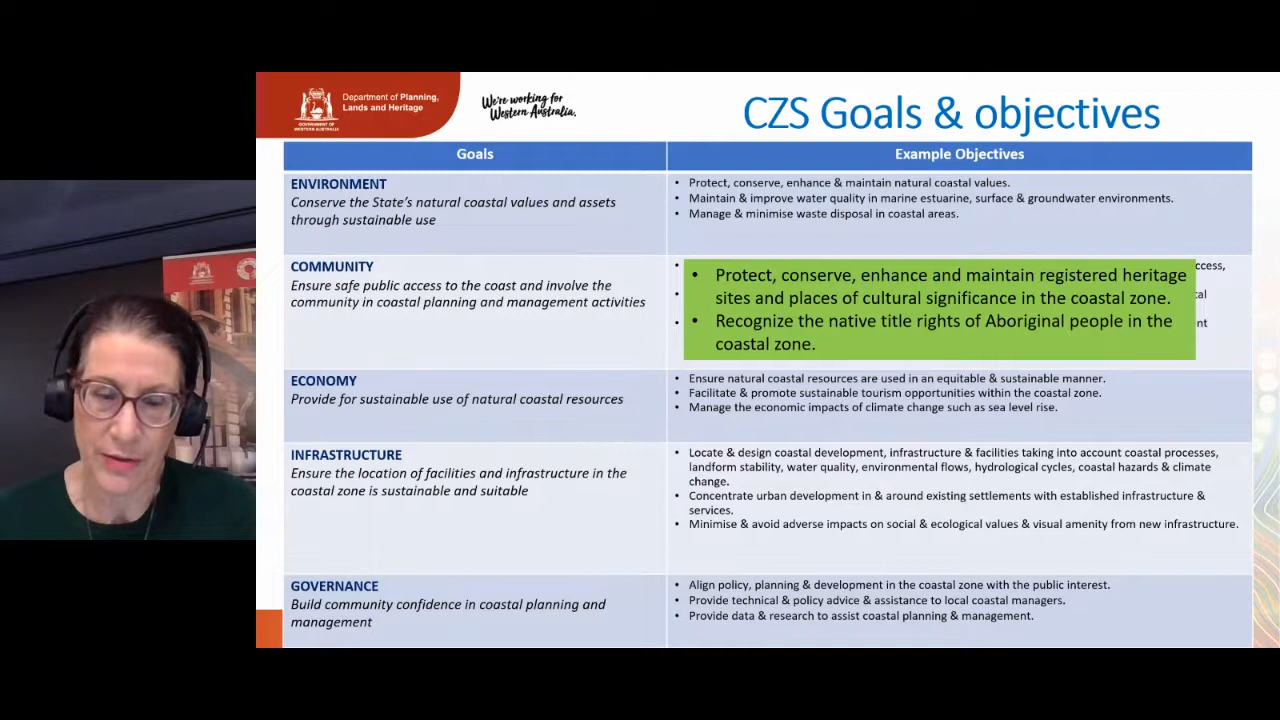 Department of Planning,
Lands and Heritage
GOVERNMENT OF
WESTERN AUSTRALIA
We're working for
Western Australia.
CZS Goals & objectives
Goals
Example Objectives
ENVIRONMENT
Conserve the State's natural coastal values and assets
through sustainable use
• Protect, conserve, enhance & maintain natural coastal values.
• Maintain & improve water quality in marine estuarine, surface & groundwater environments.
• Manage & minimise waste disposal in coastal areas.
COMMUNITY
Ensure safe public access to the coast and involve the
community in coastal planning and management activities
• Protect, conserve, enhance and maintain registered heritage
sites and places of cultural significance in the coastal zone.
• Recognize the native title rights of Aboriginal people in the
coastal zone.
ECONOMY
Provide for sustainable use of natural coastal resources
• Ensure natural coastal resources are used in an equitable & sustainable manner.
• Facilitate & promote sustainable tourism opportunities within the coastal zone.
• Manage the economic impacts of climate change such as sea level rise.
INFRASTRUCTURE
Ensure the location of facilities and infrastructure in the
coastal zone is sustainable and suitable
• Locate & design coastal development, infrastructure & facilities taking into account coastal processes,
landform stability, water quality, environmental flows, hydrological cycles, coastal hazards & climate
change.
• Concentrate urban development in & around existing settlements with established infrastructure &
services.
• Minimise & avoid adverse impacts on social & ecological values & visual amenity from new infrastructure.
GOVERNANCE
Build community confidence in coastal planning and
management
• Align policy, planning & development in the coastal zone with the public interest.
• Provide technical & policy advice & assistance to local coastal managers.
• Provide data & research to assist coastal planning & management.